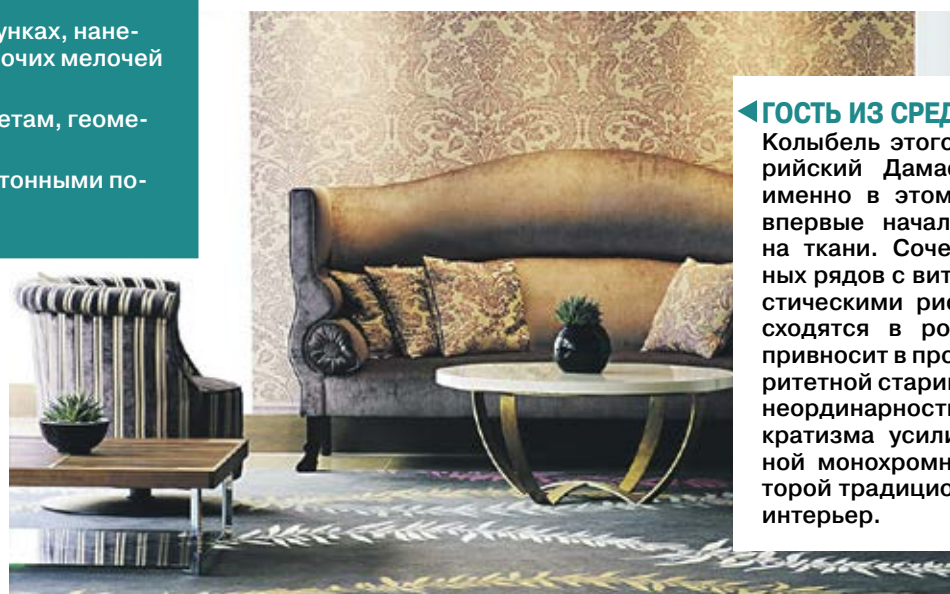 унках, нане-
очих мелочей
етам, геоме-
тонными по-
ГОСТЬ ИЗ СРЕД
Колыбель этого
рийский Дамас
именно в этом
впервые начал
на ткани. Соче
ных рядов с вит
стическими рис
сходятся в ро
привносит в про
ритетной старин
неординарност
кратизма усили
ной монохромн
торой традицио
интерьер.